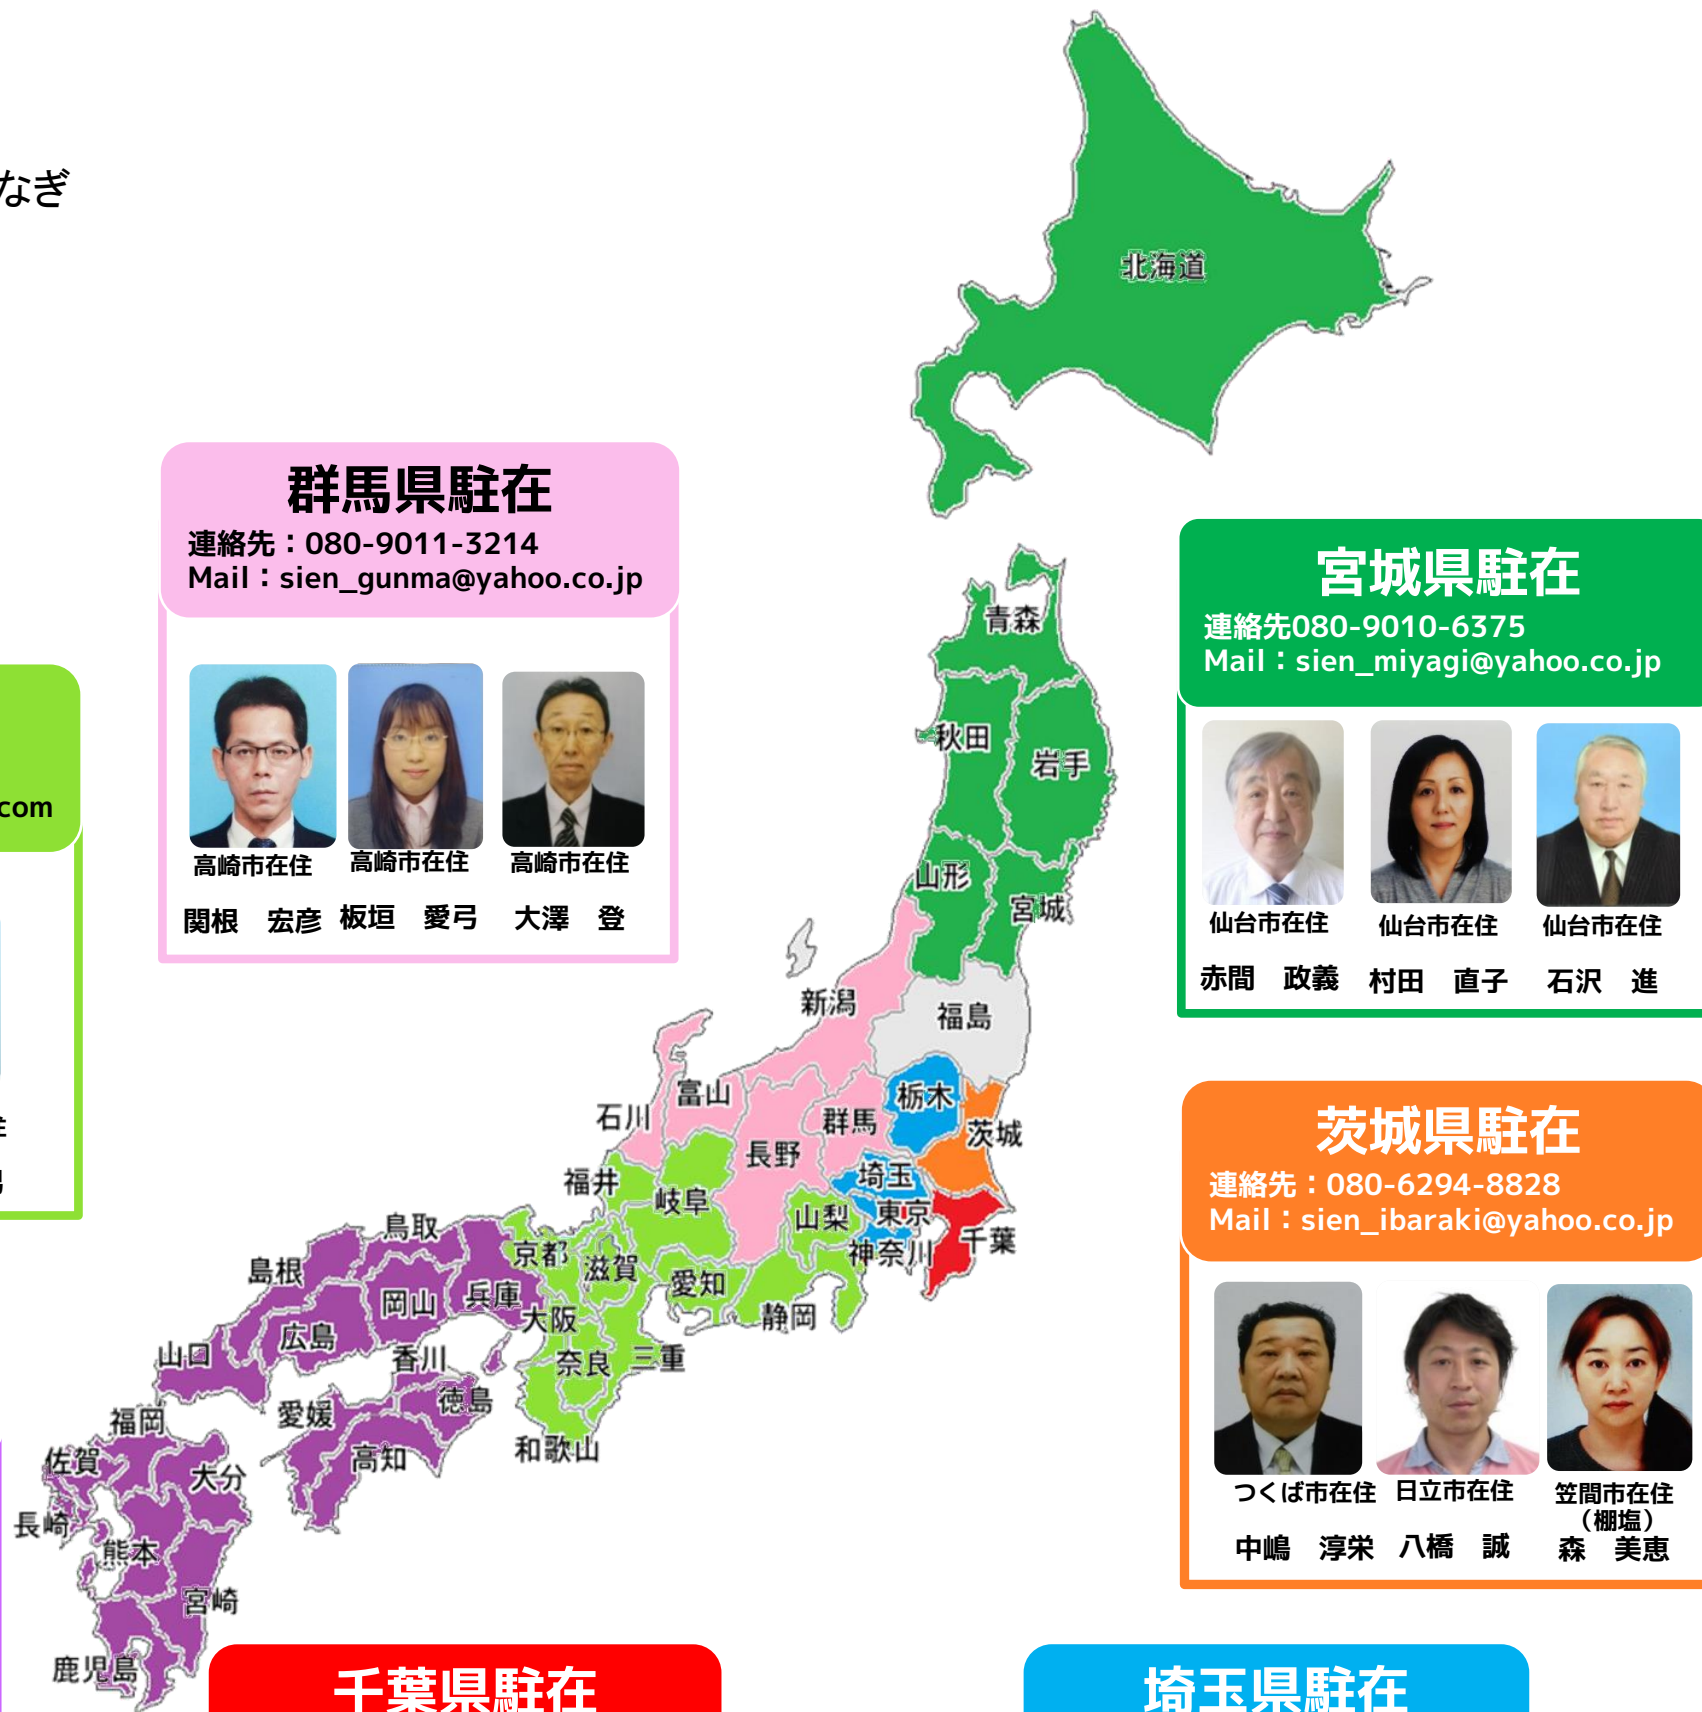 なぎ
北海道
群馬県駐在
連絡先：080-9011-3214
Mail：sien_gunma@yahoo.co.jp
高崎市在住 高崎市在住 高崎市在住
関根 宏彦 板垣 愛弓 大澤 登
宮城県駐在
連絡先080-9010-6375
Mail：sien_miyagi@yahoo.co.jp
仙台市在住 仙台市在住 仙台市在住
赤間 政義 村田 直子 石沢 進
com
青森
秋田
岩手
山形
宮城
新潟
福島
富山
石川
群馬
栃木
茨城
長野
埼玉
福井
岐阜
山梨
東京
千葉
神奈川
鳥取
京都
滋賀
愛知
静岡
島根
岡山
兵庫
大阪
広島
山口
香川
奈良
三重
徳島
愛媛
高知
和歌山
福岡
佐賀
大分
長崎
熊本
宮崎
鹿児島
茨城県駐在
連絡先：080-6294-8828
Mail：sien_ibaraki@yahoo.co.jp
つくば市在住 日立市在住 笠間市在住
（棚塩）
中嶋 淳栄 八橋 誠 森 美恵
千葉県駐在
埼玉県駐在